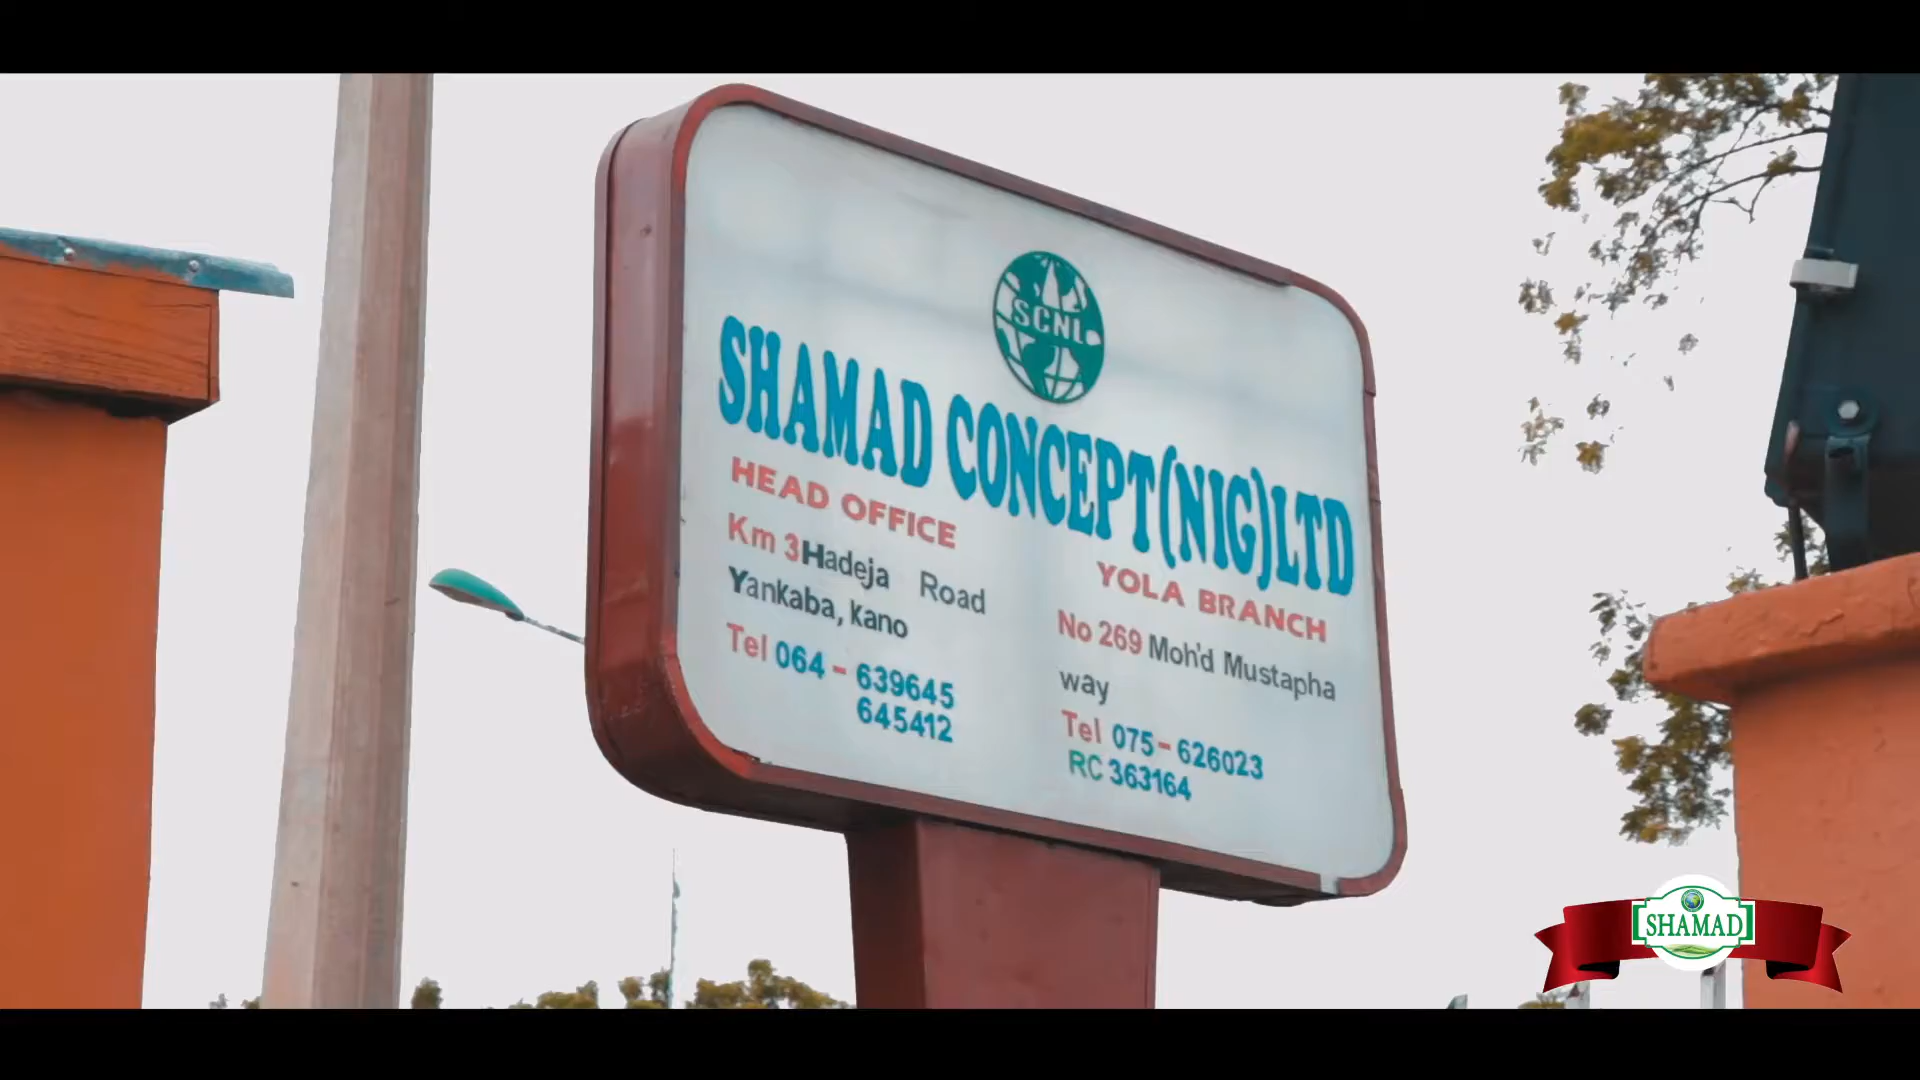 SCNL
SHAMAD CONCEPT(NIG)LTD
HEAD OFFICE
Km 3Hadeja Road
Yankaba, kano
Tel 064 - 639645
645412
YOLA BRANCH
No 269 Moh'd Mustapha
way
Tel 075 - 626023
RC 363164
SHAMAD